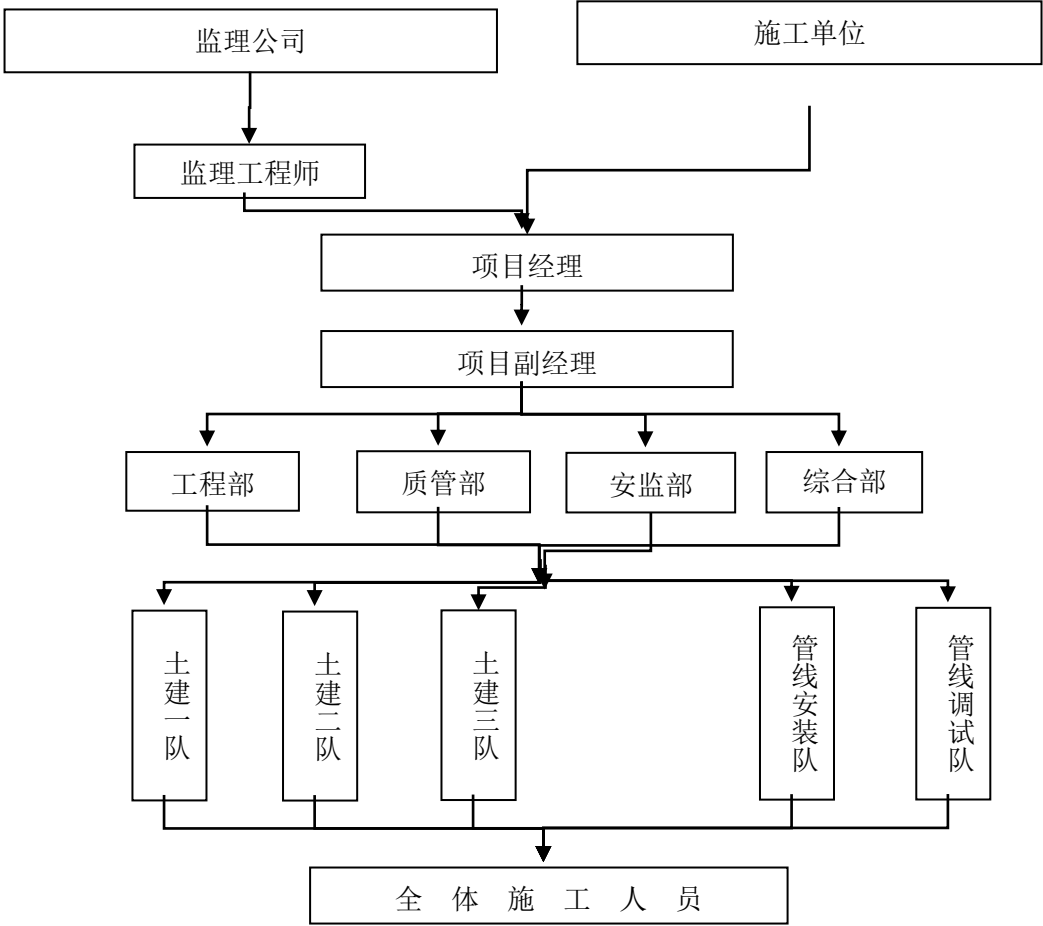 监理公司
施工单位
监理工程师
项目经理
项目副经理
工程部
质管部
安监部
综合部
土建一队
土建二队
土建三队
管线安装队
管线调试队
全体施工人员